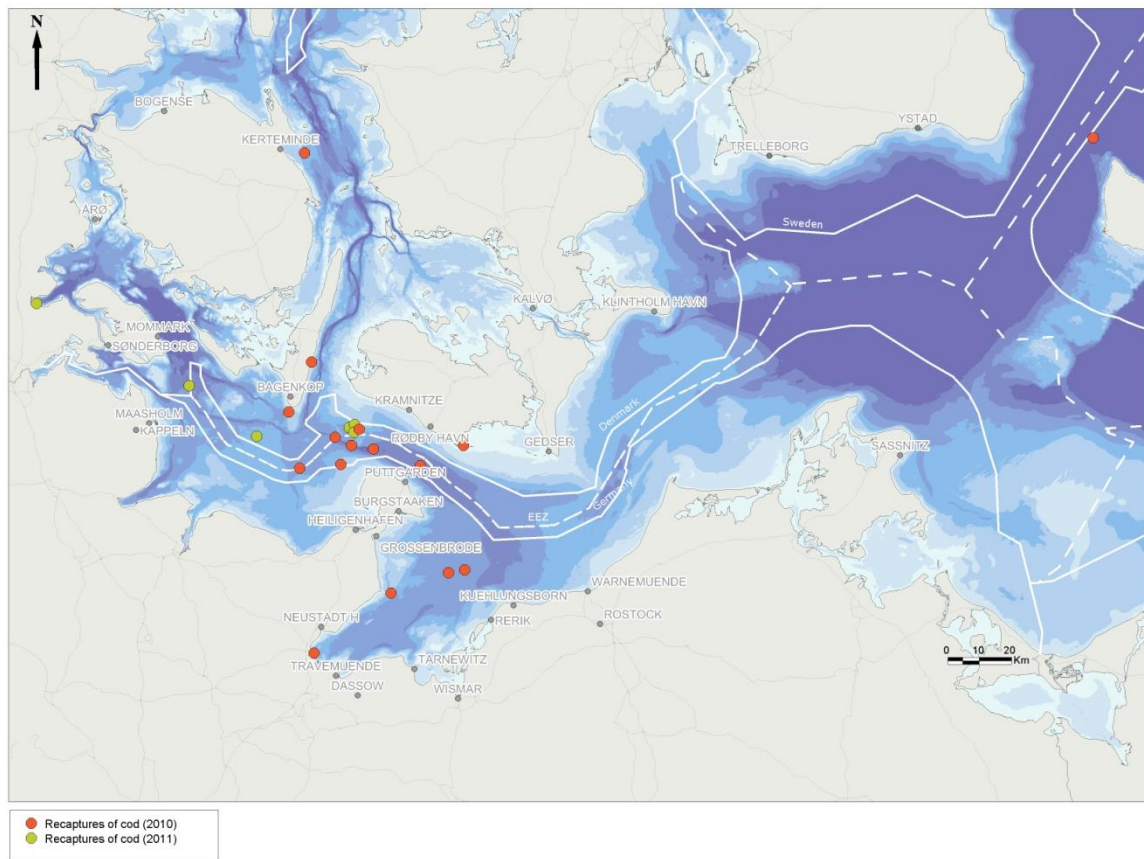 N
BOGENSE
KERTEMINDE
YSTAD
TRELLEBORG
ARØ
Sweden
KALVØ
KLINTHOLM HAVN
MOMMARK
SØNDERBORG
BAGENKOP
KRAMNITZE
MAASHOLM
KAPPELN
RØDBY HAVN
GEDSER
Denmark
SASSNITZ
PUTTGARDEN
Germany
BURGSTAAKEN
EEZ
HEILIGENHAFEN
GROSSENBRODE
WARNEMUENDE
KUEHLUNGSBORN
NEUSTADT H
RERIK
ROSTOCK
0 10 20
Km
TRAVEMUENDE
TARNEWITZ
DASSOW
WISMAR
Recaptures of cod (2010)
Recaptures of cod (2011)